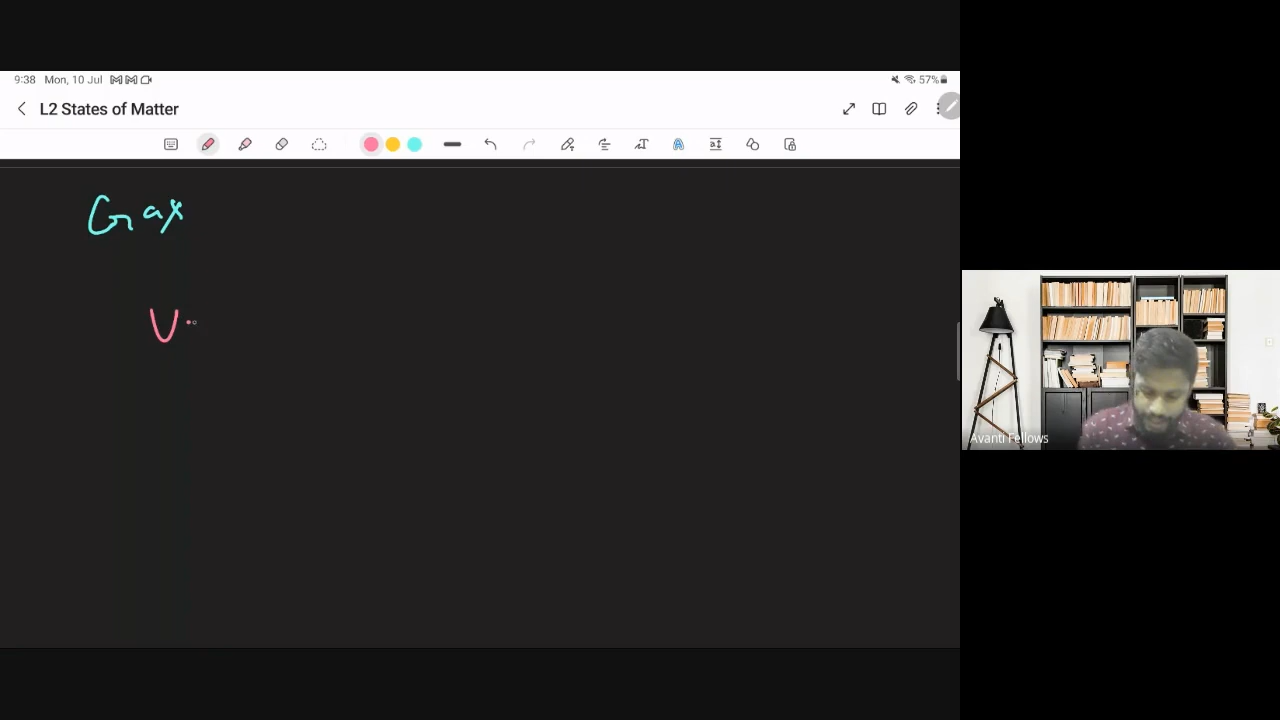 9:38 Mon, 10 Jul 57%
L2 States of Matter
Gas
V
Avanti Fellows